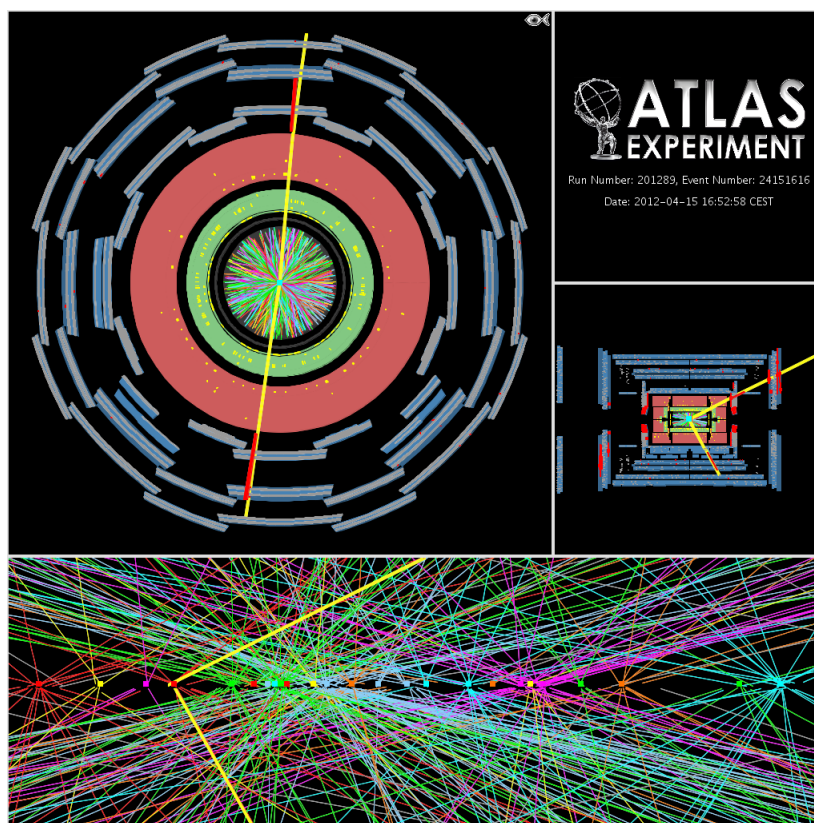 ATLAS
EXPERIMENT
Run Number: 201289, Event Number: 24151616
Date: 2012-04-15 16:52:58 CEST